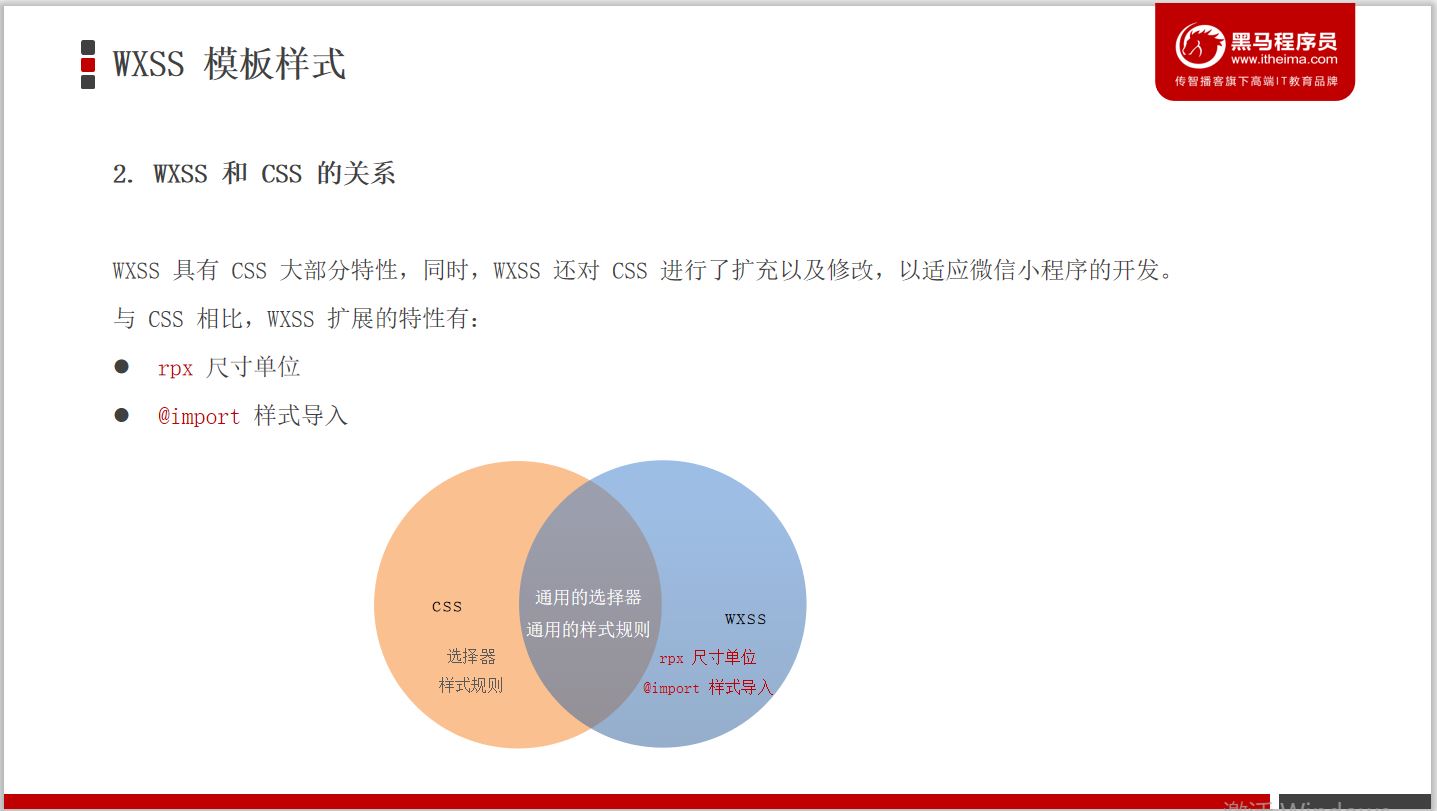 WXSS 模板样式
黑马程序员
www.itheima.com
传智播客旗下高端IT教育品牌
2. WXSS 和 CSS 的关系
WXSS 具有 CSS 大部分特性，同时，WXSS 还对 CSS 进行了扩充以及修改，以适应微信小程序的开发。
与 CSS 相比，WXSS 扩展的特性有：
● rpx 尺寸单位
● @import 样式导入
CSS
选择器
样式规则
通用的选择器
通用的样式规则
WXSS
rpx 尺寸单位
@import 样式导入
激活 Windows